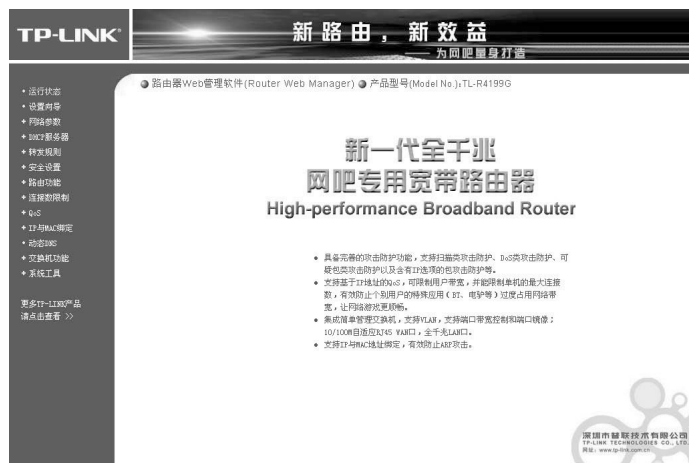 TP-LINK®
新路由，新效益
——为网吧量身打造
路由器Web管理软件(Router Web Manager) 产品型号(Model No.):TL-R4199G
• 运行状态
• 设置向导
+ 网络参数
+ DHCP服务器
+ 转发规则
+ 安全设置
+ 路由功能
+ 连接数限制
+ QoS
+ IP与MAC绑定
• 动态DNS
+ 交换机功能
+ 系统工具
更多TP-LINK产品
请点击查看 >>
新一代全千兆
网吧专用宽带路由器
High-performance Broadband Router
具备完善的攻击防护功能，支持扫描类攻击防护、DoS类攻击防护、可
疑包类攻击防护以及含有IP选项的包攻击防护等。
支持基于IP地址的QoS，可限制用户带宽，并能限制单机的最大连接
数，有效防止个别用户的特殊应用（BT、电驴等）过度占用网络带
宽，让网络游戏更顺畅。
集成简单管理交换机，支持VLAN，支持端口带宽控制和端口镜像；
10/100M自适应RJ45 WAN口，全千兆LAN口。
支持IP与MAC地址绑定，有效防止ARP攻击。
深圳市普联技术有限公司
TP-LINK TECHNOLOGIES CO., LTD.
网址：www.tp-link.com.cn